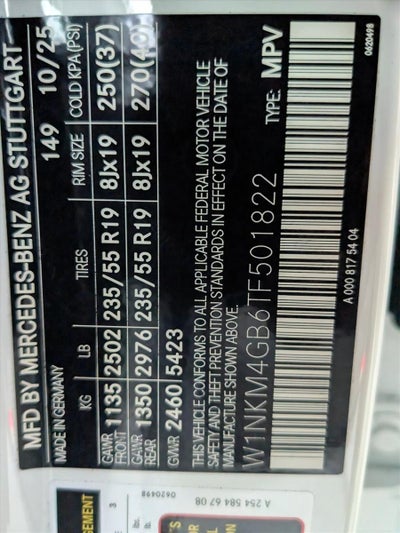 MFD BY MERCEDES-BENZ AG STUTTGART
MADE IN GERMANY 149 10/25
KG LB TIRES RIM SIZE COLD KPA (PSI)
GAWR FRONT 1135 2502 235/55 R19 8Jx19 250(37)
GAWR REAR 1350 2976 235/55 R19 8Jx19 270(40)
GVWR 2460 5423
THIS VEHICLE CONFORMS TO ALL APPLICABLE FEDERAL MOTOR VEHICLE
SAFETY AND THEFT PREVENTION STANDARDS IN EFFECT ON THE DATE OF
MANUFACTURE SHOWN ABOVE.
W1NKM4GB6TF501822 TYPE: MPV
A 000 817 54 04
0620498
A 254 584 67 08
0620498
3
lbs.
lb.